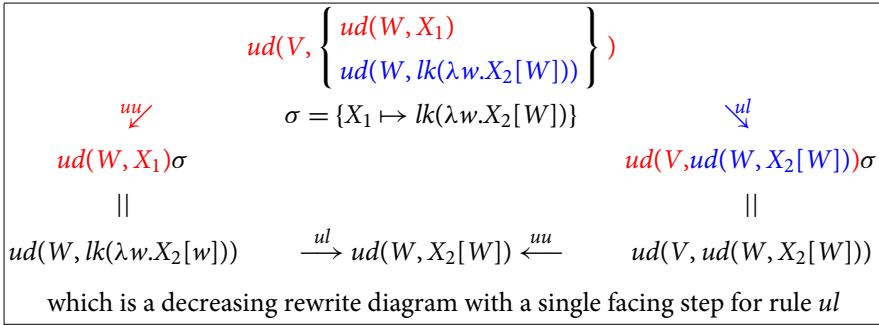 ud(V, { ud(W, X₁)
ud(W, lk(λw.X₂[W])) } )
uu ↙ σ = {X₁ ↦ lk(λw.X₂[W])} ↘ ul
ud(W, X₁)σ ud(V,ud(W, X₂[W]))σ
|| ||
ud(W, lk(λw.X₂[w])) —ul→ ud(W, X₂[W]) ←uu— ud(V, ud(W, X₂[W]))
which is a decreasing rewrite diagram with a single facing step for rule ul